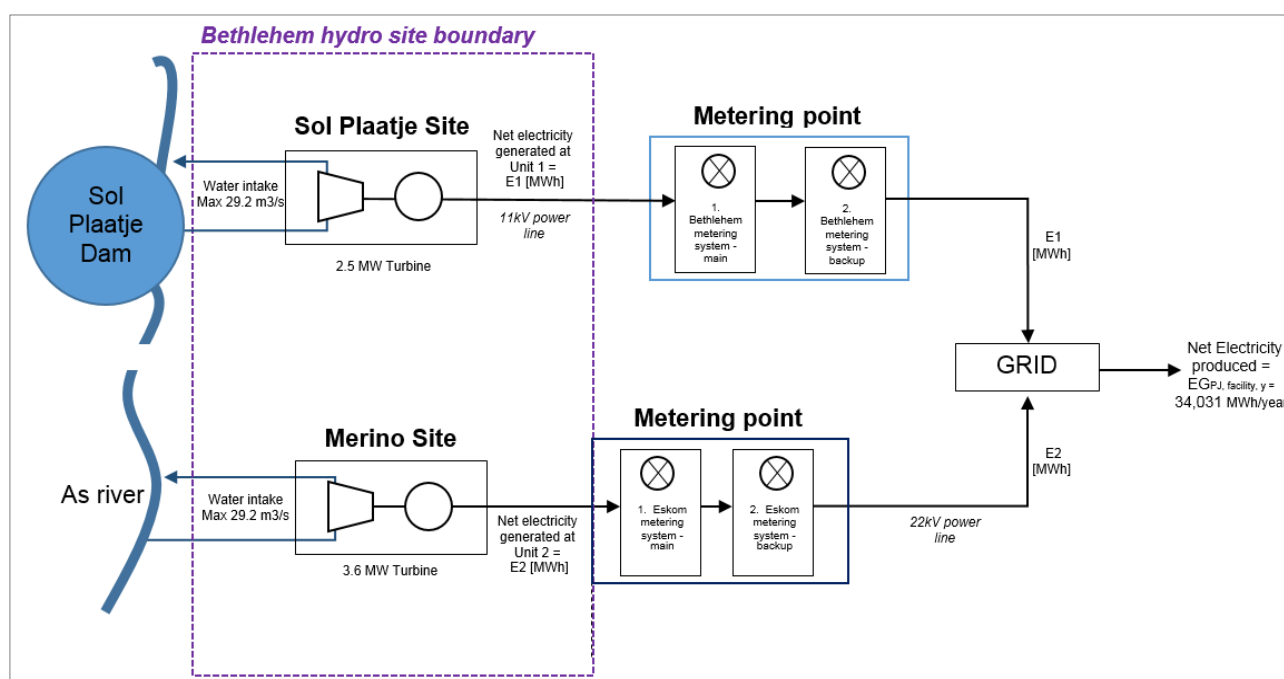 Bethlehem hydro site boundary
Sol
Plaatje
Dam
Water intake
Max 29.2 m3/s
Sol Plaatje Site
2.5 MW Turbine
Net electricity
generated at
Unit 1 =
E1 [MWh]
11kV power
line
Metering point
1.
Bethlehem
metering
system -
main
2.
Bethlehem
metering
system -
backup
E1
[MWh]
GRID
Net Electricity
produced =
EGPJ, facility, y =
34,031 MWh/year
As river
Water intake
Max 29.2 m3/s
Merino Site
3.6 MW Turbine
Net electricity
generated at
Unit 2 =
E2 [MWh]
Metering point
1. Eskom
metering
system -
main
2. Eskom
metering
system -
backup
22kV power
line
E2
[MWh]